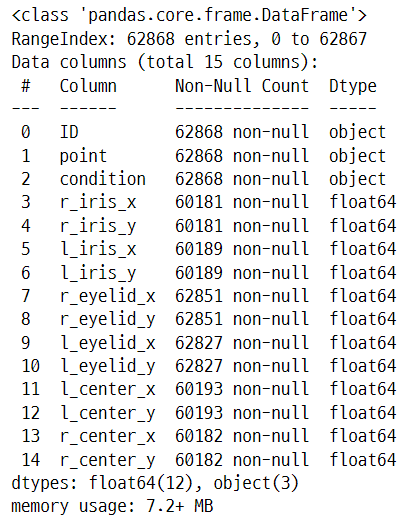 <class 'pandas.core.frame.DataFrame'>
RangeIndex: 62868 entries, 0 to 62867
Data columns (total 15 columns):
 #   Column      Non-Null Count  Dtype
---  ------      --------------  -----
 0   ID          62868 non-null  object
 1   point       62868 non-null  object
 2   condition   62868 non-null  object
 3   r_iris_x    60181 non-null  float64
 4   r_iris_y    60181 non-null  float64
 5   l_iris_x    60189 non-null  float64
 6   l_iris_y    60189 non-null  float64
 7   r_eyelid_x  62851 non-null  float64
 8   r_eyelid_y  62851 non-null  float64
 9   l_eyelid_x  62827 non-null  float64
 10  l_eyelid_y  62827 non-null  float64
 11  l_center_x  60193 non-null  float64
 12  l_center_y  60193 non-null  float64
 13  r_center_x  60182 non-null  float64
 14  r_center_y  60182 non-null  float64
dtypes: float64(12), object(3)
memory usage: 7.2+ MB